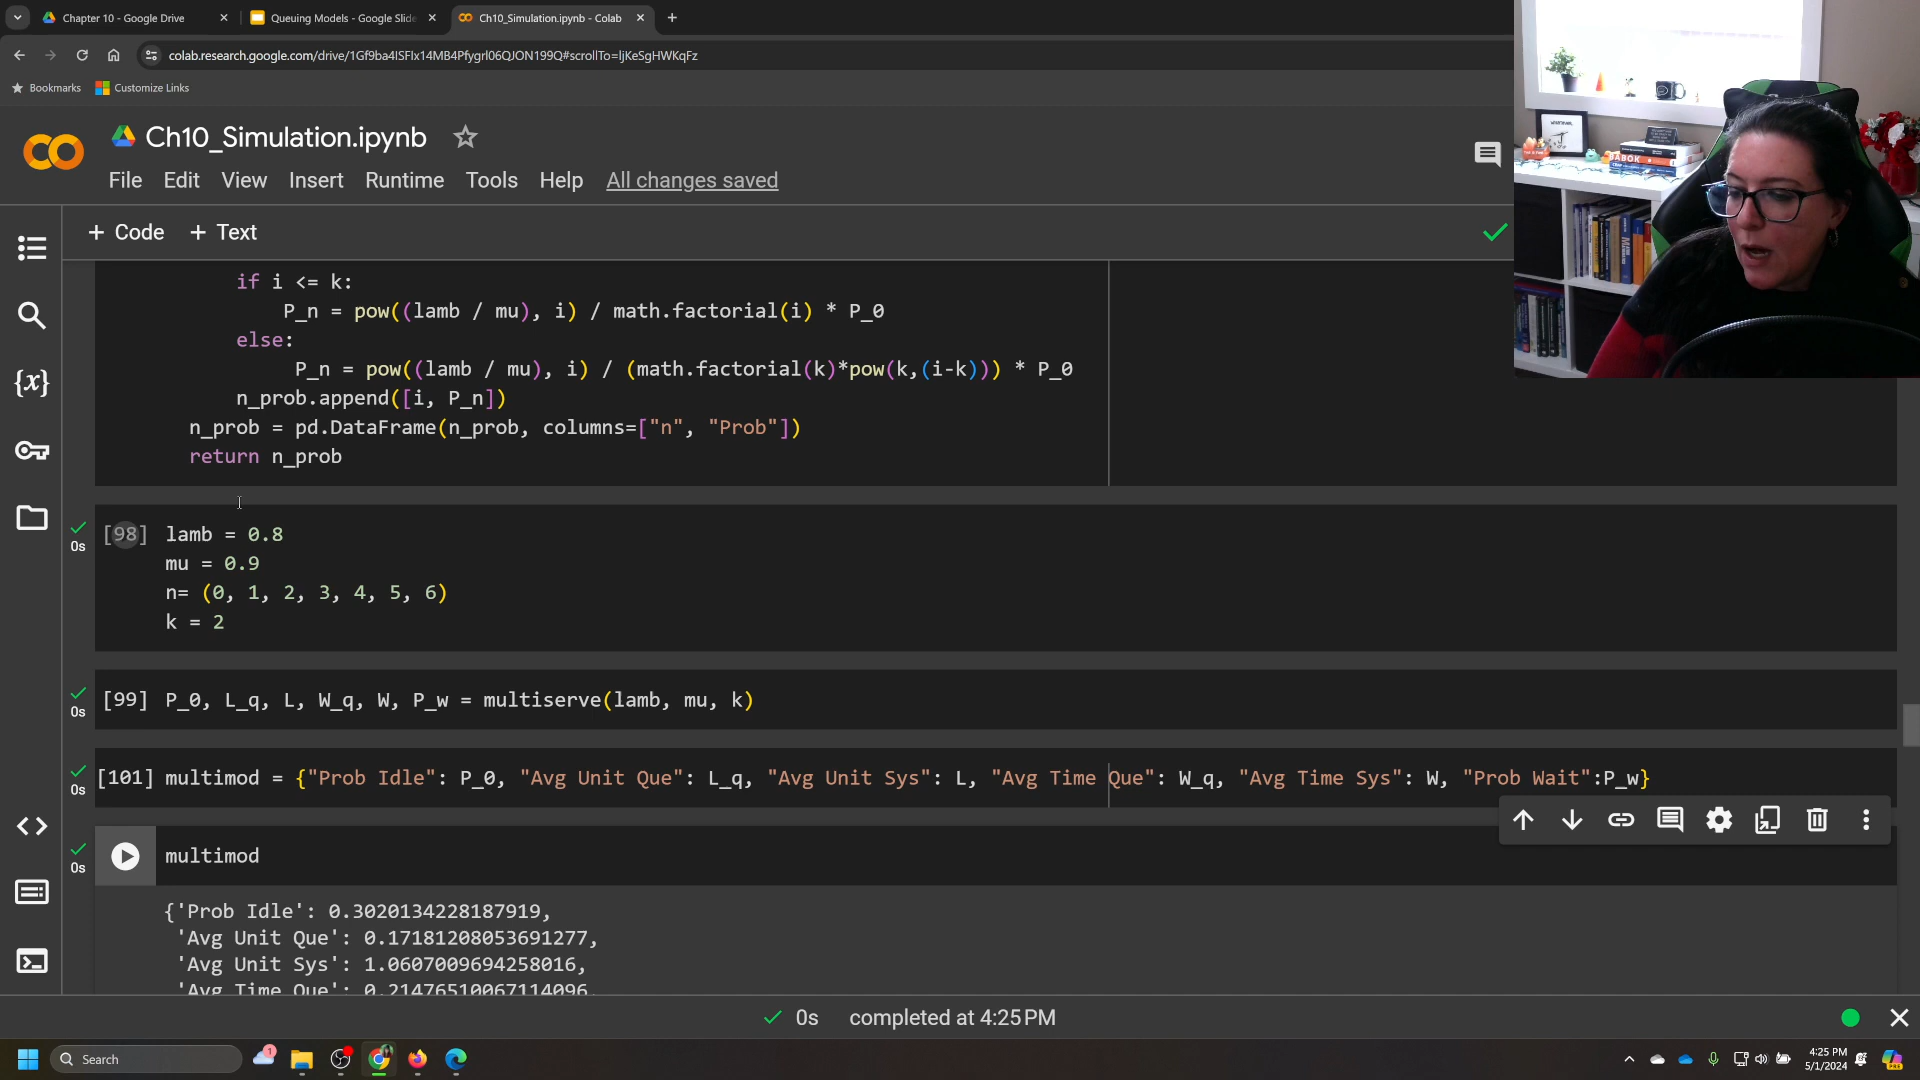 Chapter 10 - Google Drive
Queuing Models - Google Slide
Ch10_Simulation.ipynb - Colab
colab.research.google.com/drive/1Gf9ba4ISFIx14MB4Pfygrl06QJON199Q#scrollTo=ljKeSgHWKqFz
Bookmarks
Customize Links
Ch10_Simulation.ipynb
File Edit View Insert Runtime Tools Help All changes saved
+ Code + Text
if i <= k:
P_n = pow((lamb / mu), i) / math.factorial(i) * P_0
else:
P_n = pow((lamb / mu), i) / (math.factorial(k)*pow(k,(i-k))) * P_0
n_prob.append([i, P_n])
n_prob = pd.DataFrame(n_prob, columns=["n", "Prob"])
return n_prob
0s
[98] lamb = 0.8
mu = 0.9
n= (0, 1, 2, 3, 4, 5, 6)
k = 2
0s
[99] P_0, L_q, L, W_q, W, P_w = multiserve(lamb, mu, k)
0s
[101] multimod = {"Prob Idle": P_0, "Avg Unit Que": L_q, "Avg Unit Sys": L, "Avg Time Que": W_q, "Avg Time Sys": W, "Prob Wait":P_w}
0s
multimod
{'Prob Idle': 0.3020134228187919,
'Avg Unit Que': 0.17181208053691277,
'Avg Unit Sys': 1.0607009694258016,
'Avg Time Que': 0.21476510067114096,
0s completed at 4:25 PM
Search
4:25 PM
5/1/2024
BABOK